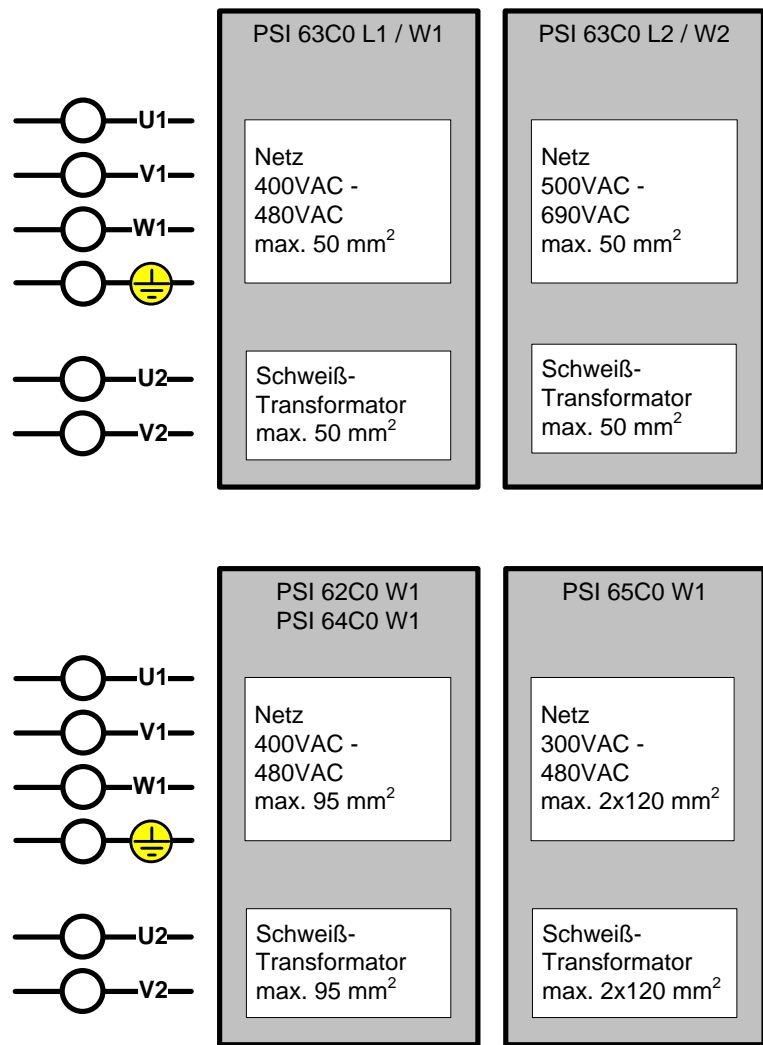 PSI 63C0 L1 / W1
PSI 63C0 L2 / W2
U1
V1
W1
U2
V2
Netz
400VAC -
480VAC
max. 50 mm²
Schweiß-
Transformator
max. 50 mm²
Netz
500VAC -
690VAC
max. 50 mm²
Schweiß-
Transformator
max. 50 mm²
PSI 62C0 W1
PSI 64C0 W1
PSI 65C0 W1
U1
V1
W1
U2
V2
Netz
400VAC -
480VAC
max. 95 mm²
Schweiß-
Transformator
max. 95 mm²
Netz
300VAC -
480VAC
max. 2x120 mm²
Schweiß-
Transformator
max. 2x120 mm²